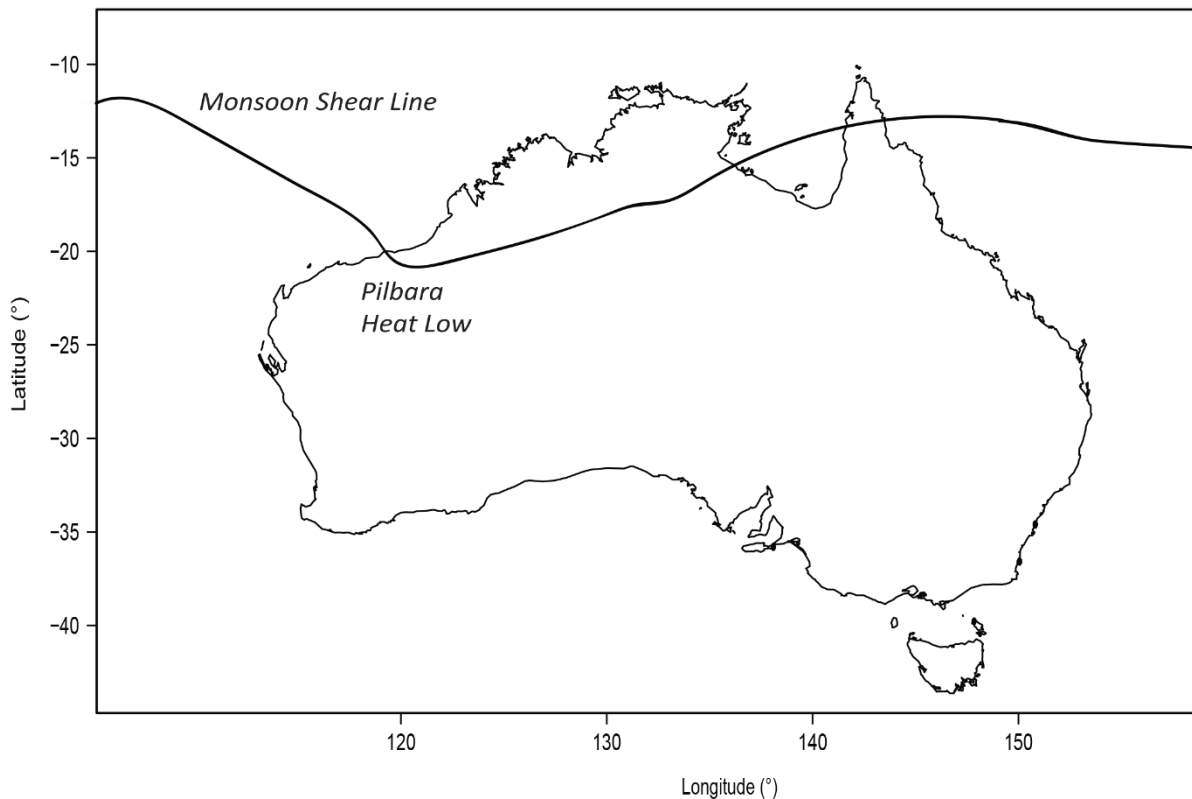 Monsoon Shear Line
Pilbara
Heat Low
Latitude (°)
−10
−15
−20
−25
−30
−35
−40
120
130
140
150
Longitude (°)